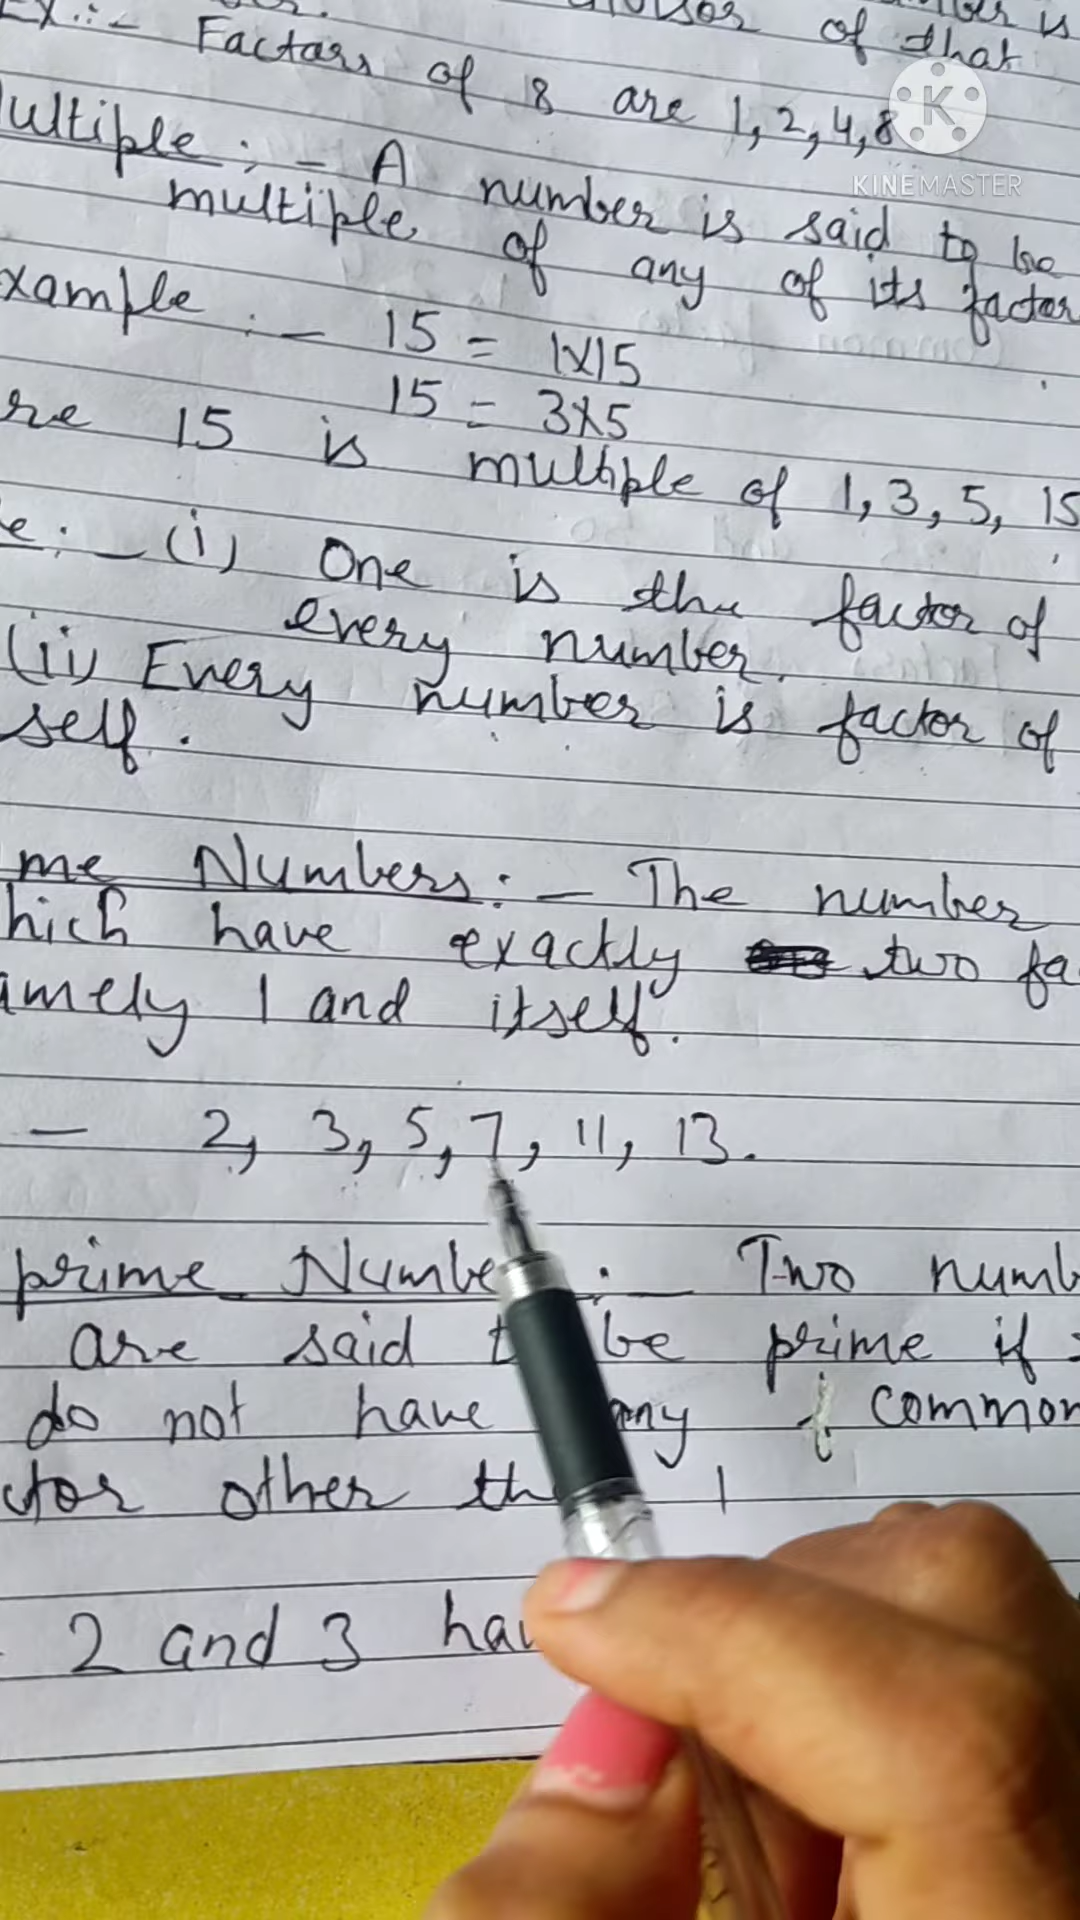 Ex.:- Factors of 8 are 1, 2, 4, 8
divisor of that
KINEMASTER
ultiple :- A number is said to be
multiple of any of its factor
xample :- 15 = 1X15
15 = 3X5
re 15 is multiple of 1, 3, 5, 15
e :- (i) One is the factor of
every number.
(ii) Every number is factor of
self.
me Numbers :- The number
hich have exactly two fa
amely 1 and itself.
- 2, 3, 5, 7, 11, 13.
prime Numbe :- Two numb
are said t be prime if
do not have any common
ctor other th 1
2 and 3 hav